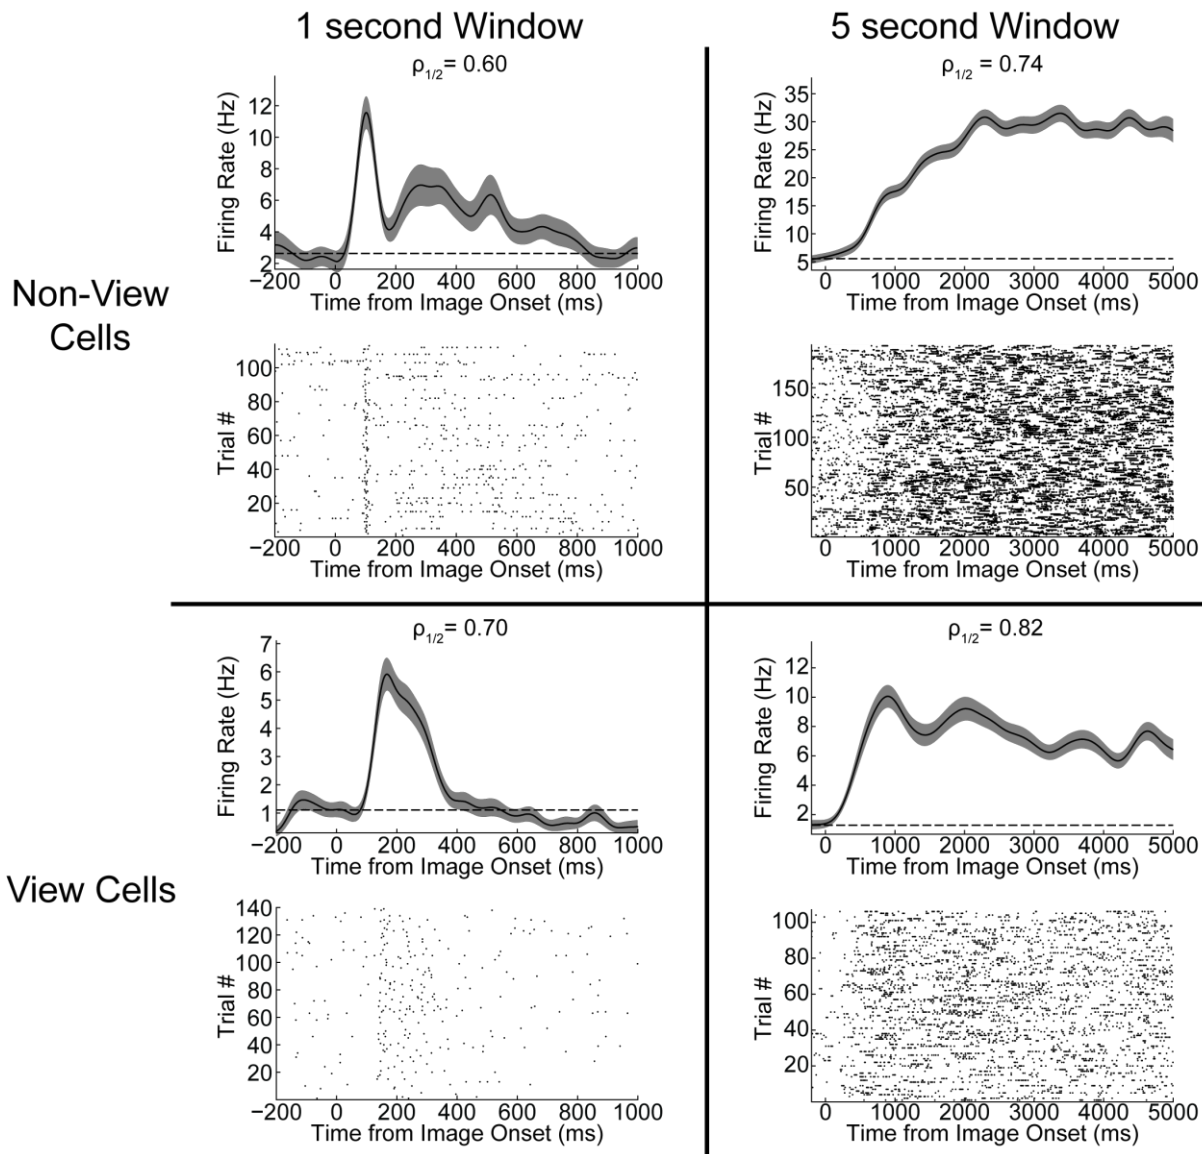 1 second Window
5 second Window
Non-View
Cells
ρ1/2= 0.60
Firing Rate (Hz)
12
10
8
6
4
2
−200 0 200 400 600 800 1000
Time from Image Onset (ms)
Trial #
100
80
60
40
20
−200 0 200 400 600 800 1000
Time from Image Onset (ms)
ρ1/2= 0.74
Firing Rate (Hz)
35
30
25
20
15
10
5
0 1000 2000 3000 4000 5000
Time from Image Onset (ms)
Trial #
150
100
50
0 1000 2000 3000 4000 5000
Time from Image Onset (ms)
View Cells
ρ1/2= 0.70
Firing Rate (Hz)
7
6
5
4
3
2
1
−200 0 200 400 600 800 1000
Time from Image Onset (ms)
Trial #
140
120
100
80
60
40
20
−200 0 200 400 600 800 1000
Time from Image Onset (ms)
ρ1/2= 0.82
Firing Rate (Hz)
12
10
8
6
4
2
0 1000 2000 3000 4000 5000
Time from Image Onset (ms)
Trial #
100
80
60
40
20
0 1000 2000 3000 4000 5000
Time from Image Onset (ms)